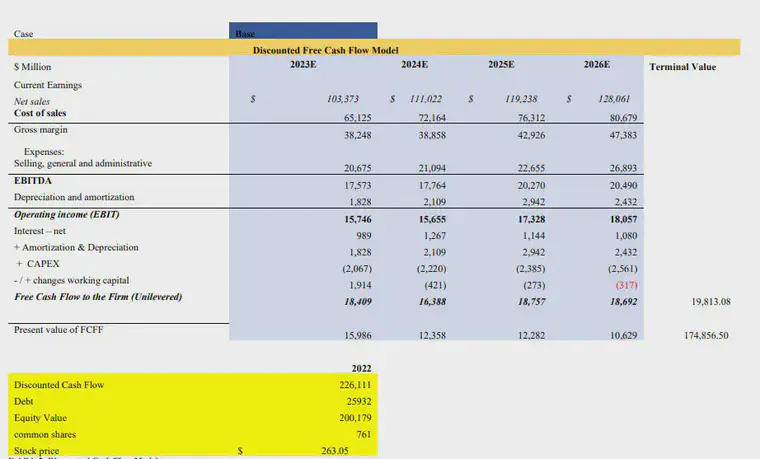 Case Base
Discounted Free Cash Flow Model
$ Million 2023E 2024E 2025E 2026E Terminal Value
Current Earnings
Net sales $ 103,373 $ 111,022 $ 119,238 $ 128,061
Cost of sales 65,125 72,164 76,312 80,679
Gross margin 38,248 38,858 42,926 47,383
Expenses:
Selling, general and administrative 20,675 21,094 22,655 26,893
EBITDA 17,573 17,764 20,270 20,490
Depreciation and amortization 1,828 2,109 2,942 2,432
Operating income (EBIT) 15,746 15,655 17,328 18,057
Interest – net 989 1,267 1,144 1,080
+ Amortization & Depreciation 1,828 2,109 2,942 2,432
+ CAPEX (2,067) (2,220) (2,385) (2,561)
- / + changes working capital 1,914 (421) (273) (317)
Free Cash Flow to the Firm (Unilevered) 18,409 16,388 18,757 18,692 19,813.08
Present value of FCFF 15,986 12,358 12,282 10,629 174,856.50
2022
Discounted Cash Flow 226,111
Debt 25932
Equity Value 200,179
common shares 761
Stock price $ 263.05